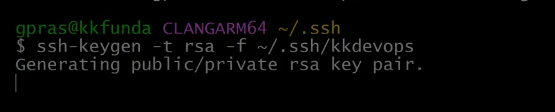 gpras@kkfunda CLANGARM64 ~/.ssh
$ ssh-keygen -t rsa -f ~/.ssh/kkdevops
Generating public/private rsa key pair.